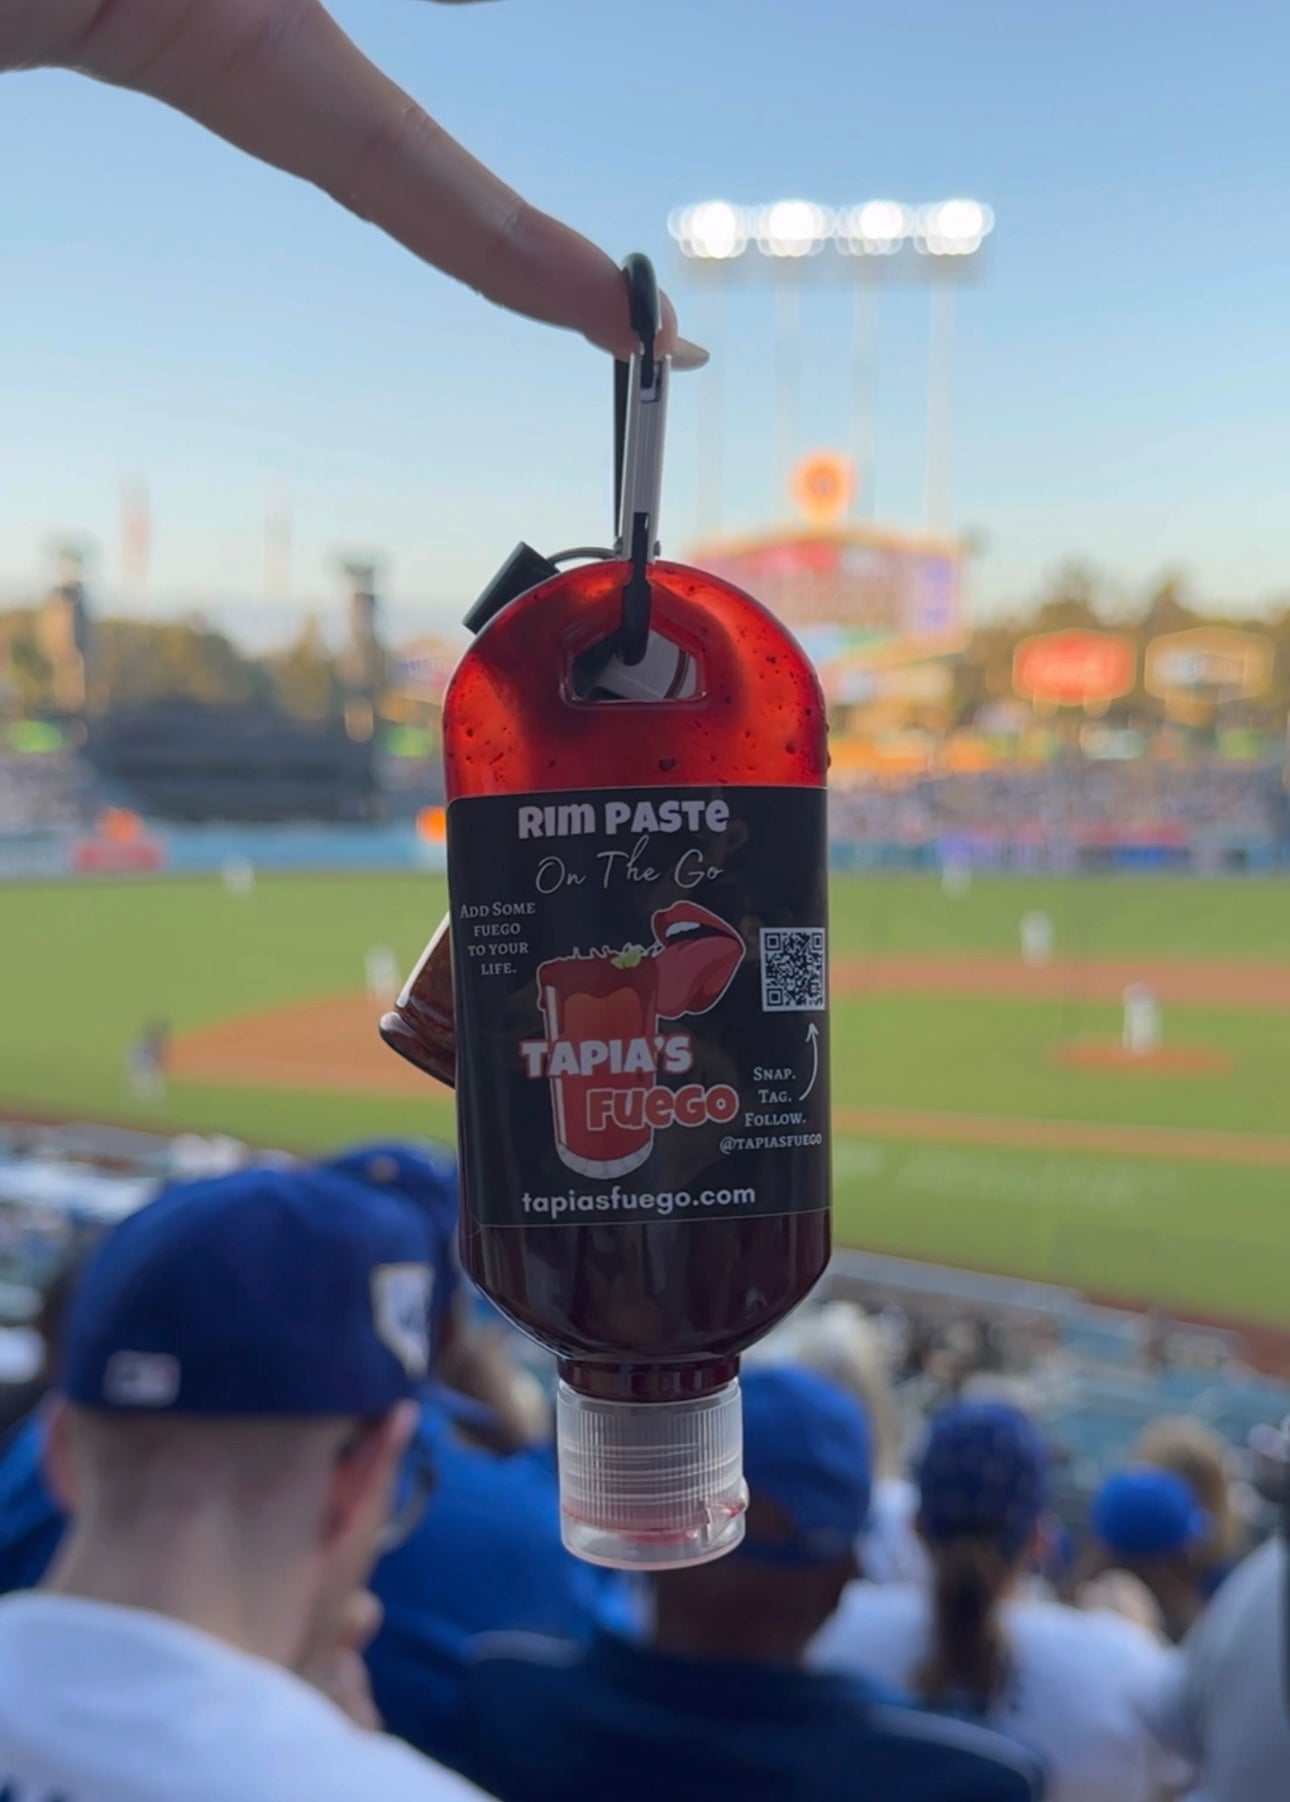 RIM PASTE
On The Go
ADD SOME
FUEGO
TO YOUR
LIFE.
TAPIA'S
FUEGO
SNAP.
TAG.
FOLLOW.
@TAPIASFUEGO
tapiasfuego.com